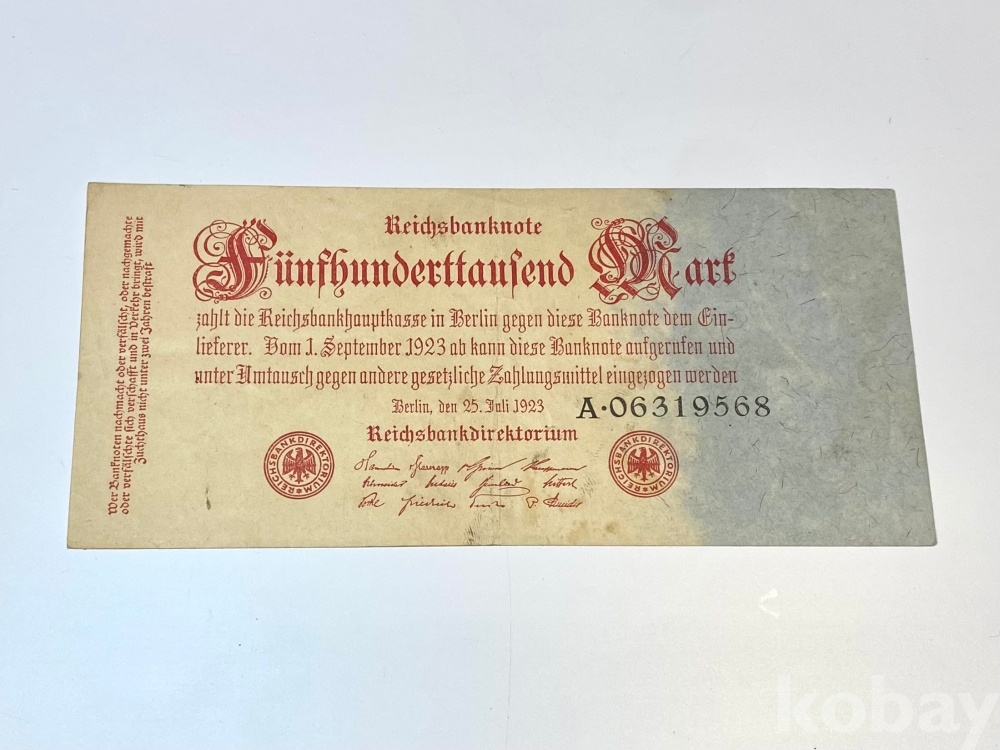 Reichsbanknote
Fünfhunderttausend Mark
zahlt die Reichsbankhauptkasse in Berlin gegen diese Banknote dem Ein-
lieferer. Vom 1. September 1923 ab kann diese Banknote aufgerufen und
unter Umtausch gegen andere gesetzliche Zahlungsmittel eingezogen werden
Berlin, den 25. Juli 1923
A·06319568
Reichsbankdirektorium
REICHSBANKDIREKTORIUM
REICHSBANKDIREKTORIUM
Wer Banknoten nachmacht oder verfälscht, oder nachgemachte
oder verfälschte sich verschafft und in Verkehr bringt, wird mit
Zuchthaus nicht unter zwei Jahren bestraft
kobay